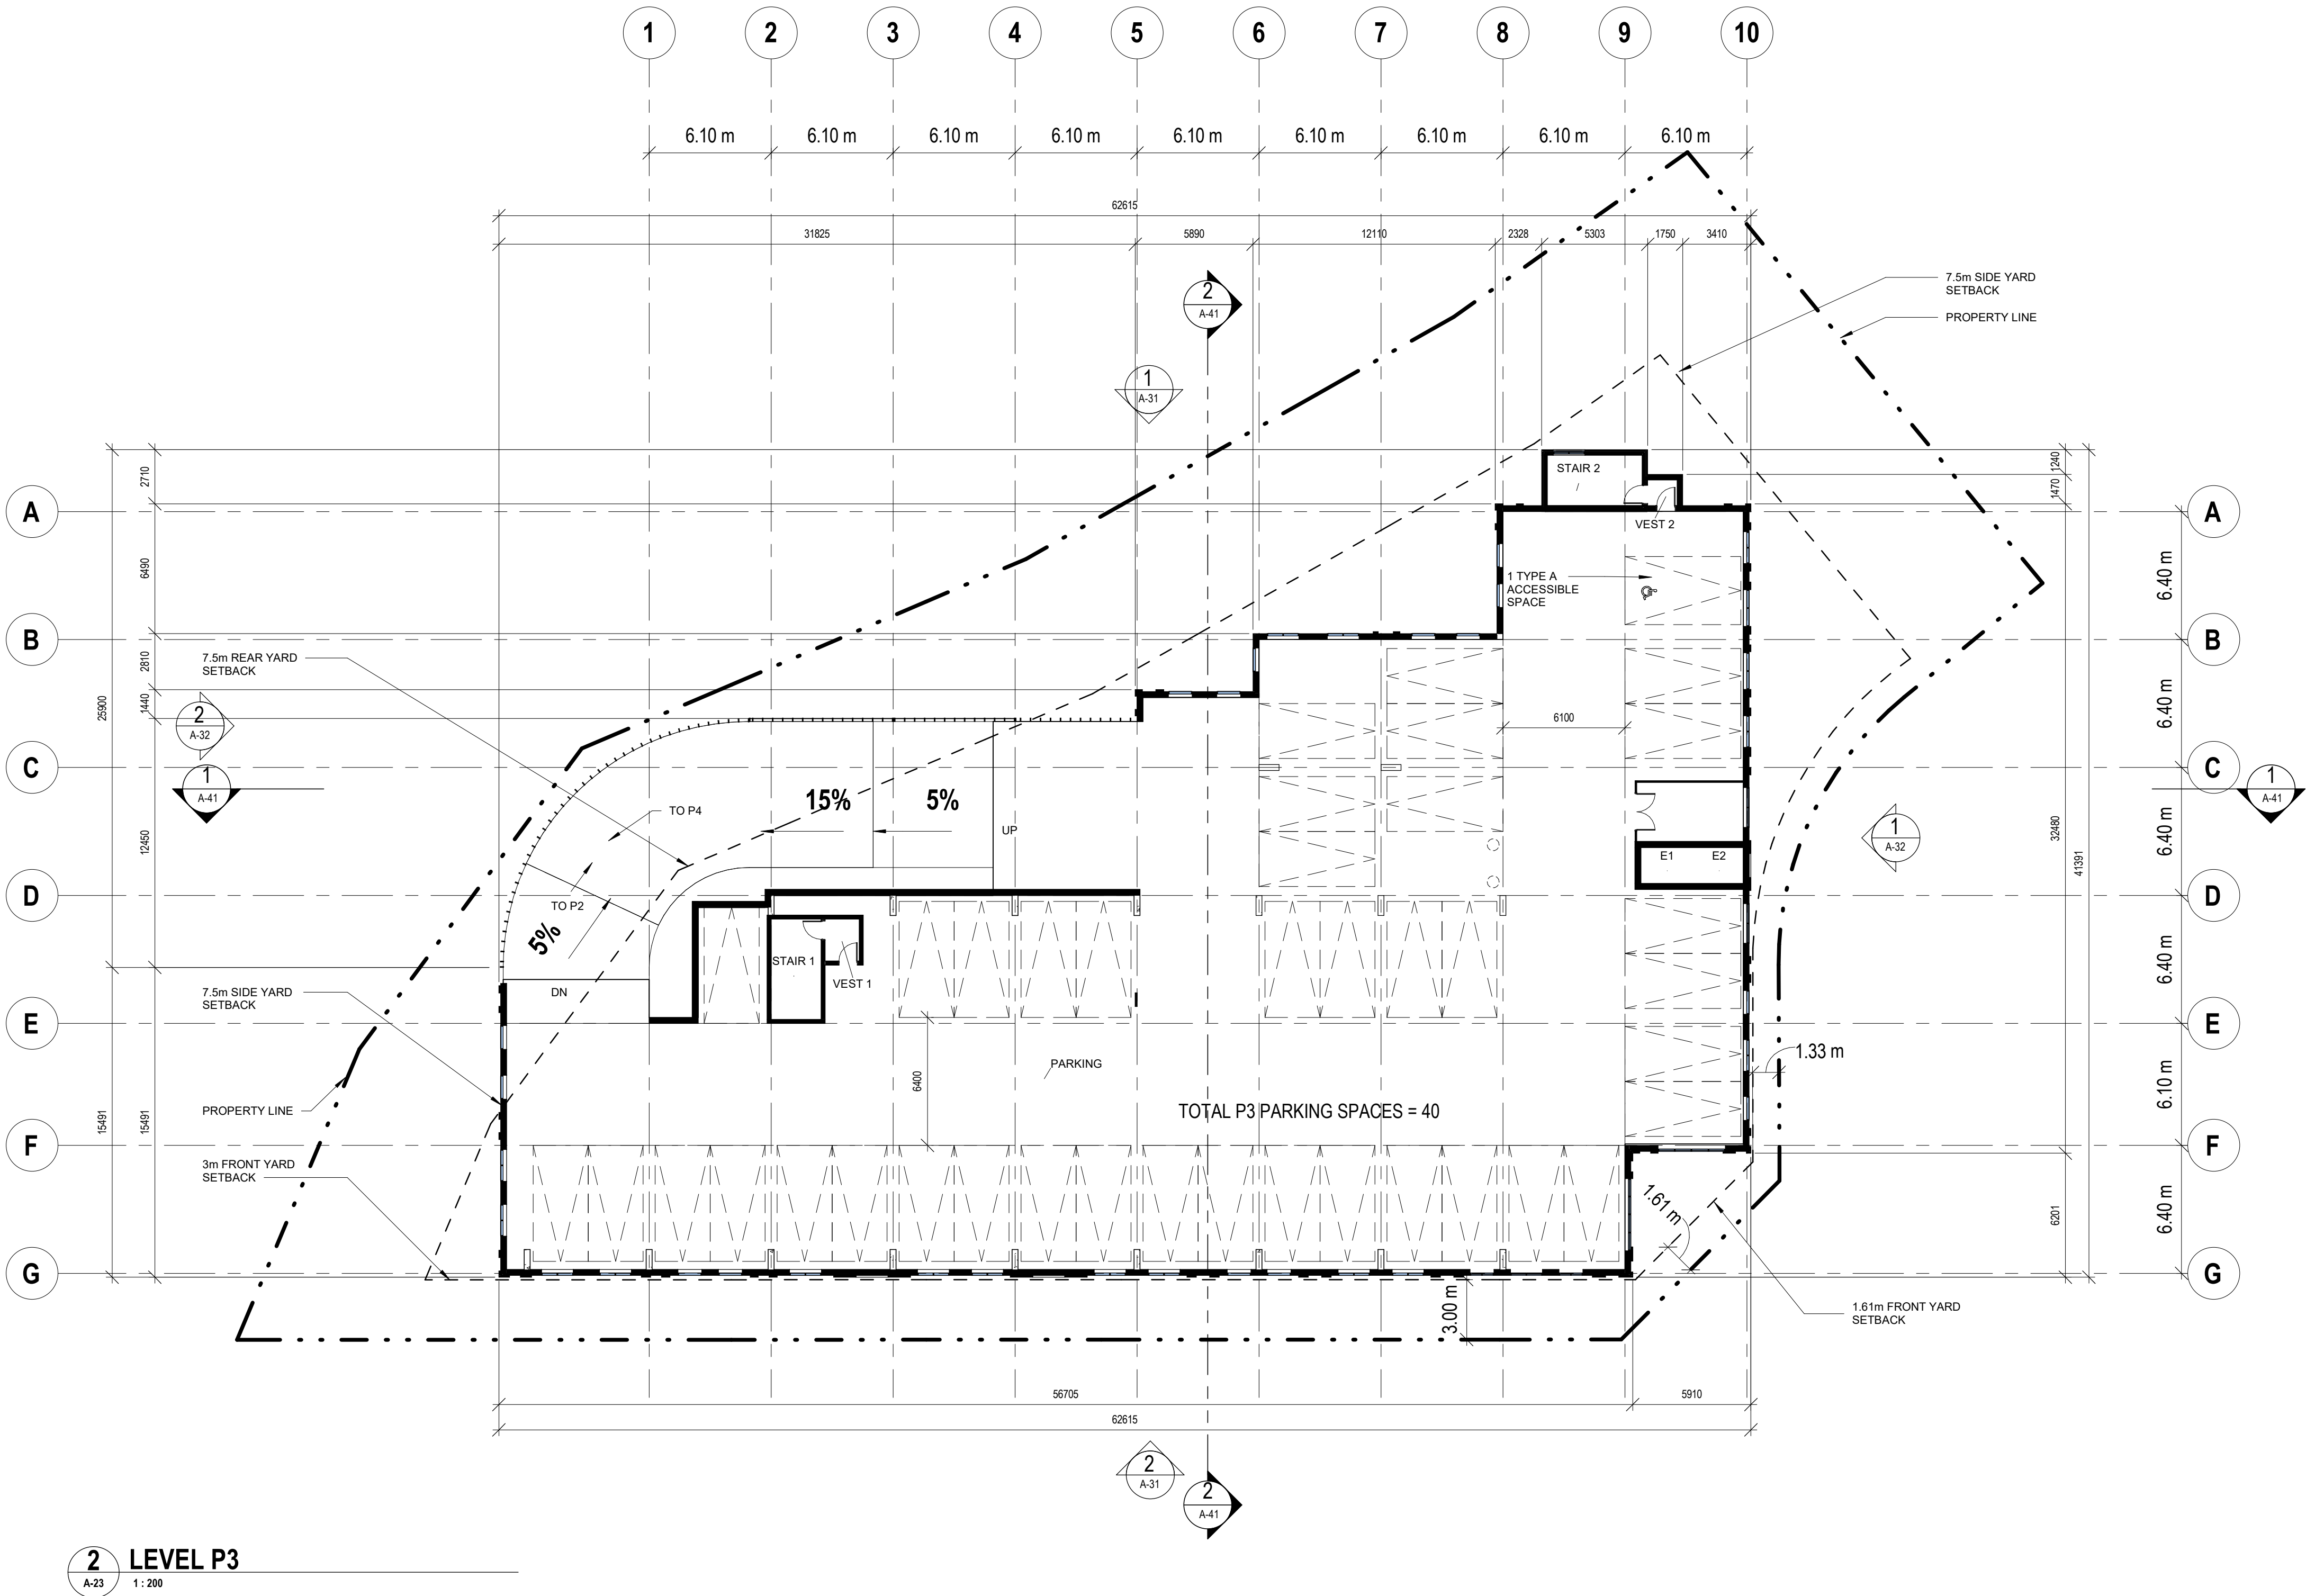 1 2 3 4 5 6 7 8 9 10
6.10 m 6.10 m 6.10 m 6.10 m 6.10 m 6.10 m 6.10 m 6.10 m 6.10 m
62615
31825 5890 12110 2328 5303 1750 3410
7.5m SIDE YARD
SETBACK
PROPERTY LINE
2
A-41
1
A-31
2710
6490
2810
1440
12450
25900
15491
15491
1240
1470
32480
41391
6201
A
B
C
D
E
F
G
A
B
C
D
E
F
G
6.40 m
6.40 m
6.40 m
6.40 m
6.10 m
6.40 m
STAIR 2
VEST 2
1 TYPE A
ACCESSIBLE
SPACE
7.5m REAR YARD
SETBACK
2
A-32
1
A-41
6100
1
A-41
1
A-32
TO P4
15%
5%
UP
E1 E2
TO P2
5%
STAIR 1
VEST 1
DN
7.5m SIDE YARD
SETBACK
PARKING
6400
1.33 m
TOTAL P3 PARKING SPACES = 40
PROPERTY LINE
3m FRONT YARD
SETBACK
1.61 m
3.00 m
1.61m FRONT YARD
SETBACK
56705 5910
62615
2
A-31
2
A-41
2
A-23
LEVEL P3
1 : 200